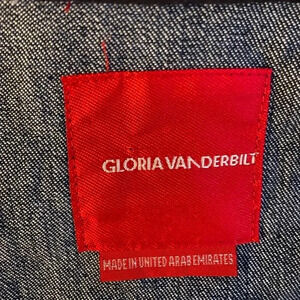 GLORIA VANDERBILT
MADE IN UNITED ARAB EMIRATES